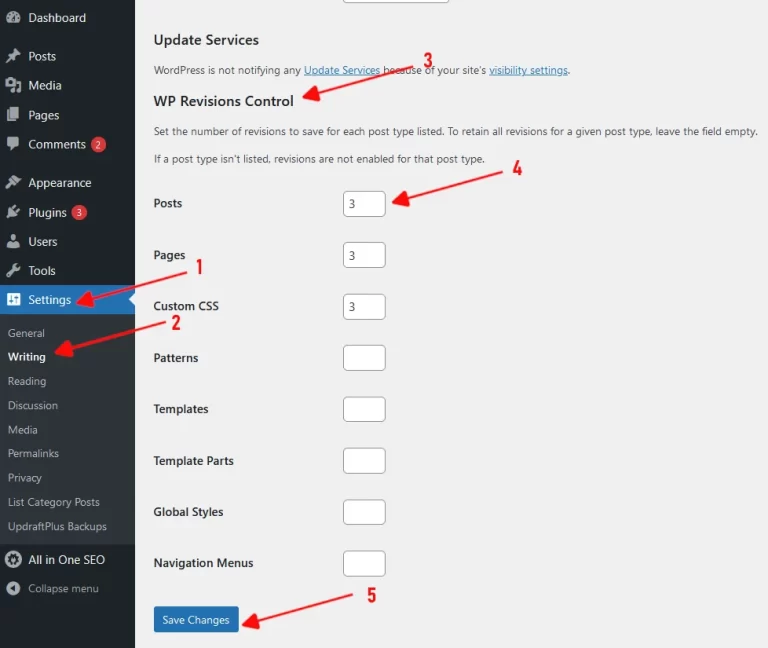 Dashboard
Posts
Media
Pages
Comments 2
Appearance
Plugins 3
Users
Tools
Settings
General
Writing
Reading
Discussion
Media
Permalinks
Privacy
List Category Posts
UpdraftPlus Backups
All in One SEO
Collapse menu
1
2
Update Services
WordPress is not notifying any Update Services because of your site's visibility settings.
3
WP Revisions Control
Set the number of revisions to save for each post type listed. To retain all revisions for a given post type, leave the field empty.
If a post type isn't listed, revisions are not enabled for that post type.
4
Posts 3
Pages 3
Custom CSS 3
Patterns
Templates
Template Parts
Global Styles
Navigation Menus
5
Save Changes